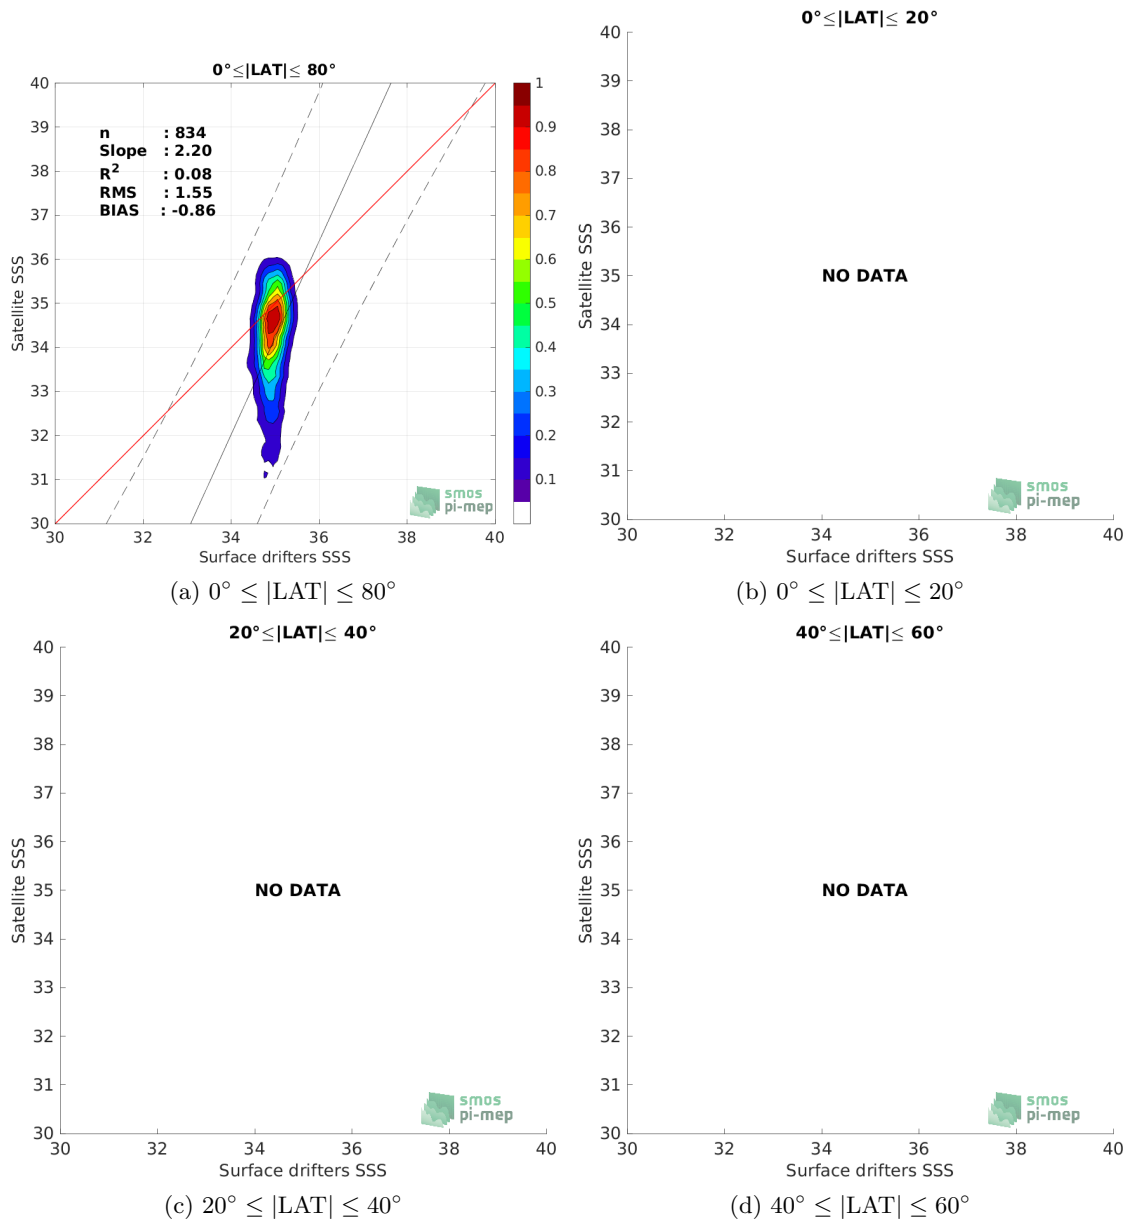 0°≤|LAT|≤ 80°
40
39
38
37
36
35
34
33
32
31
30
Satellite SSS
n : 834
Slope : 2.20
R² : 0.08
RMS : 1.55
BIAS : -0.86
smos
pi-mep
30 32 34 36 38 40
Surface drifters SSS
1
0.9
0.8
0.7
0.6
0.5
0.4
0.3
0.2
0.1
(a) 0° ≤ |LAT| ≤ 80°
0°≤|LAT|≤ 20°
40
39
38
37
36
35
34
33
32
31
30
Satellite SSS
NO DATA
smos
pi-mep
30 32 34 36 38 40
Surface drifters SSS
(b) 0° ≤ |LAT| ≤ 20°
20°≤|LAT|≤ 40°
40
39
38
37
36
35
34
33
32
31
30
Satellite SSS
NO DATA
smos
pi-mep
30 32 34 36 38 40
Surface drifters SSS
(c) 20° ≤ |LAT| ≤ 40°
40°≤|LAT|≤ 60°
40
39
38
37
36
35
34
33
32
31
30
Satellite SSS
NO DATA
smos
pi-mep
30 32 34 36 38 40
Surface drifters SSS
(d) 40° ≤ |LAT| ≤ 60°